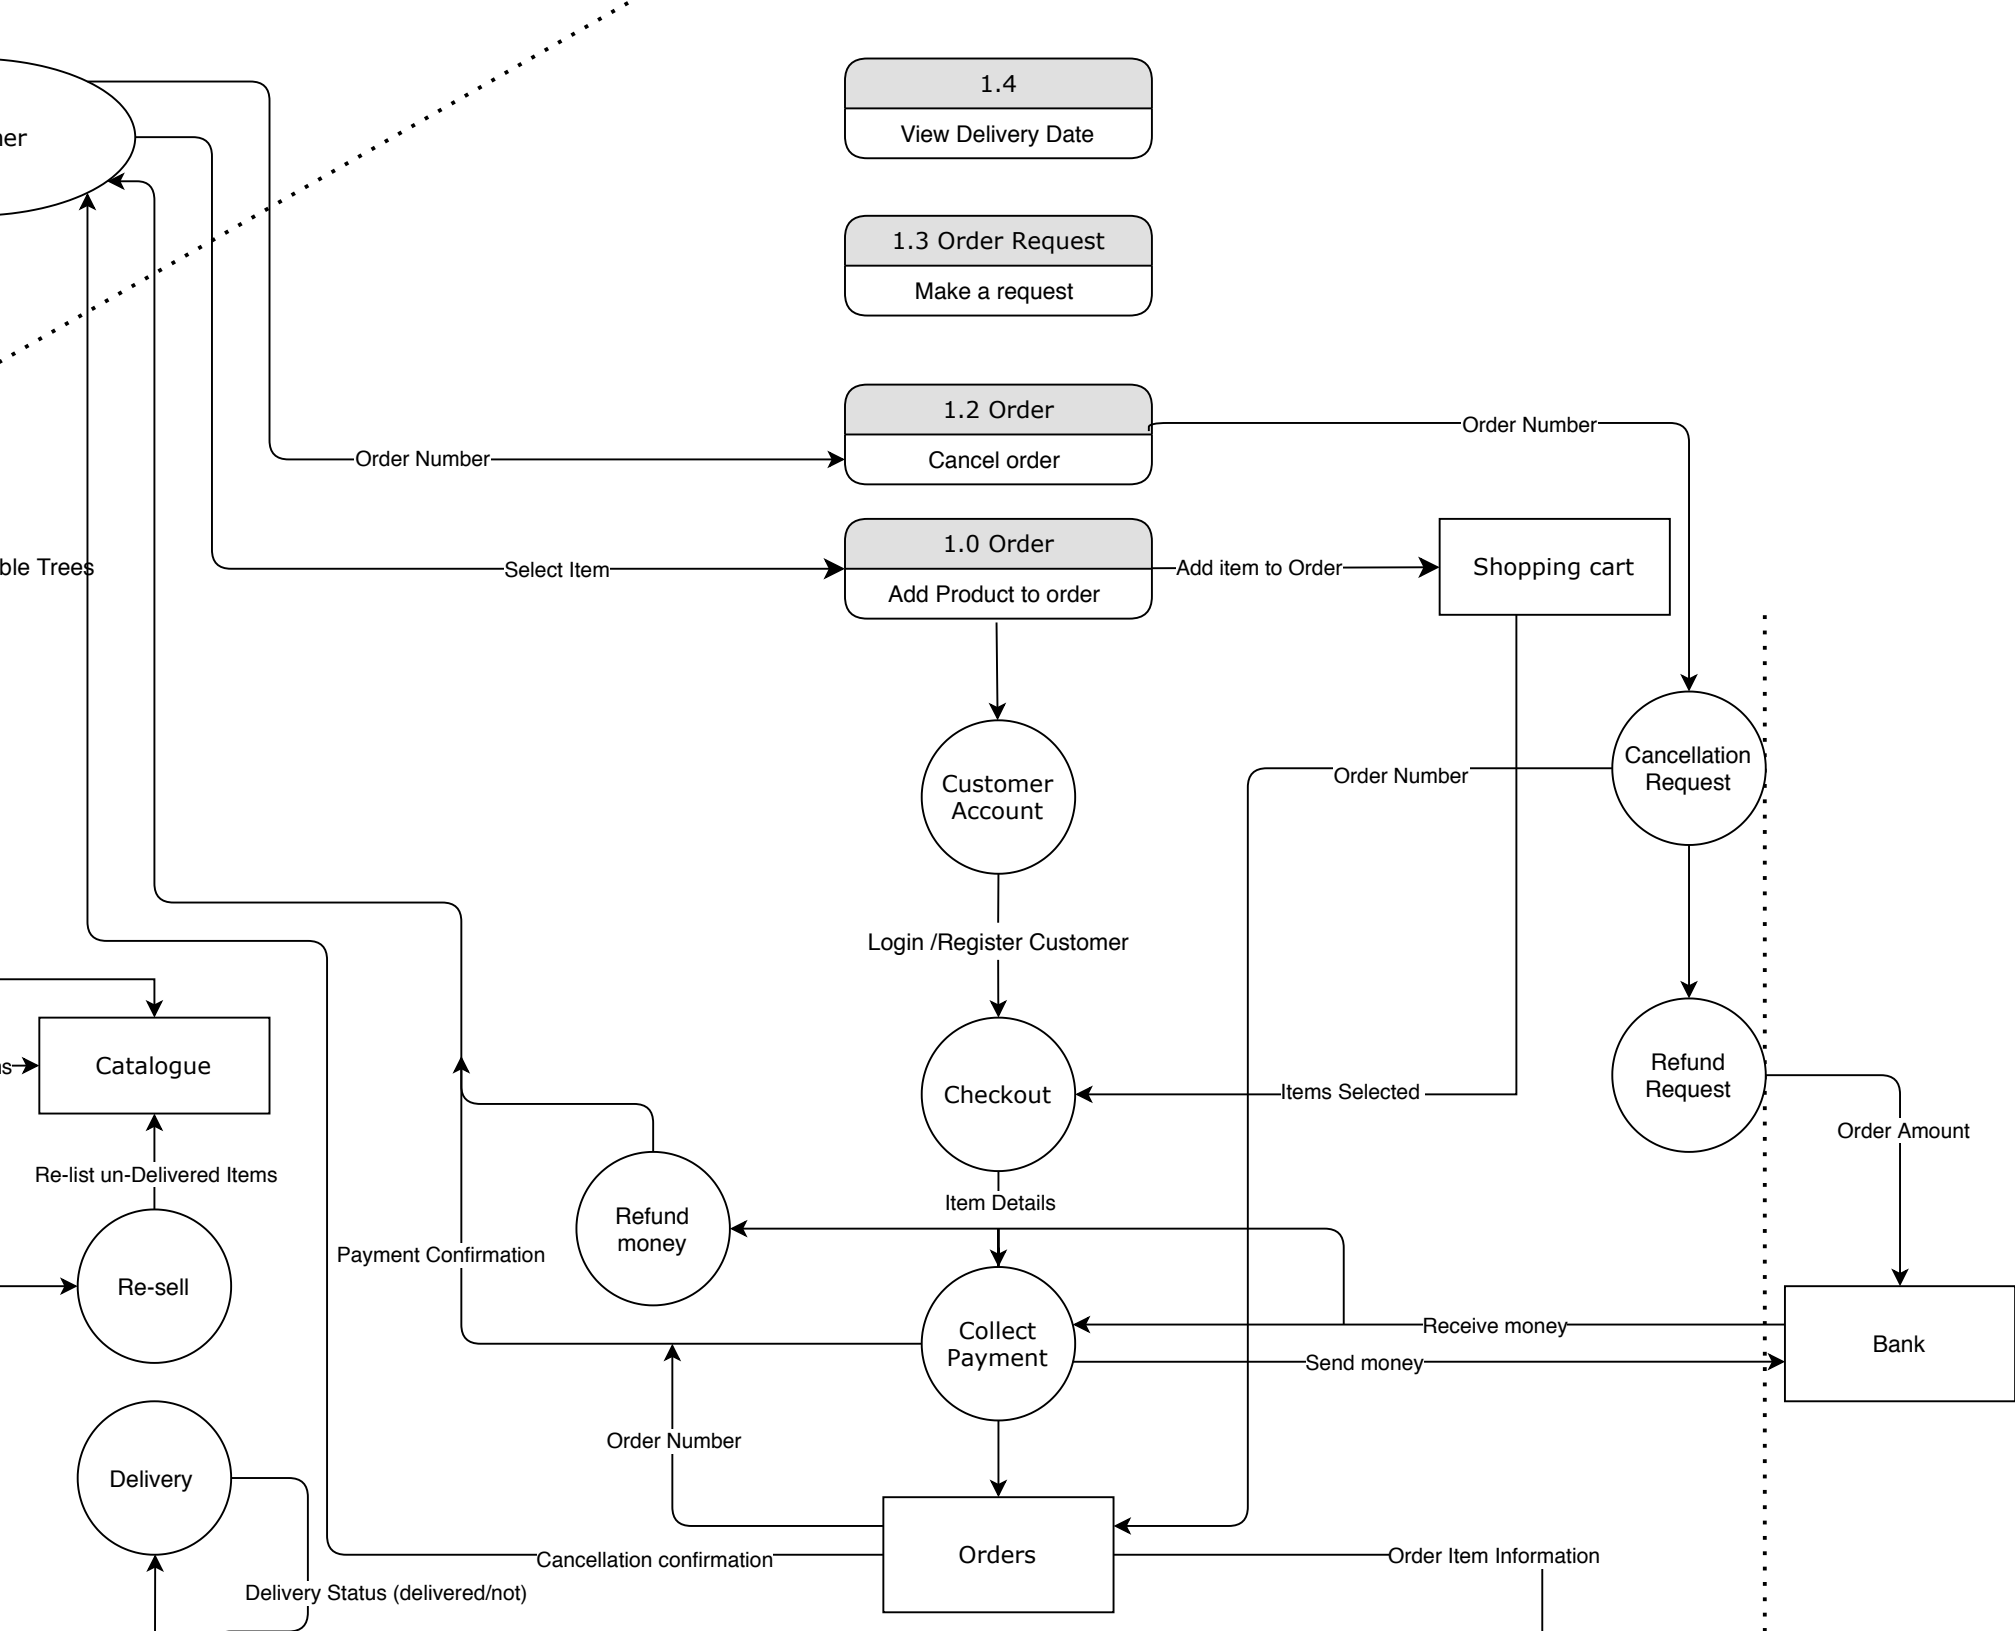 1.4
View Delivery Date
1.3 Order Request
Make a request
1.2 Order
Cancel order
Order Number
Order Number
1.0 Order
Add Product to order
Select Item
Add item to Order
Shopping cart
Trees
Customer
Account
Order Number
Cancellation
Request
Login /Register Customer
Catalogue
Checkout
Items Selected
Refund
Request
Order Amount
Re-list un-Delivered Items
Item Details
Refund
money
Payment Confirmation
Re-sell
Collect
Payment
Receive money
Send money
Bank
Order Number
Delivery
Orders
Cancellation confirmation
Order Item Information
Delivery Status (delivered/not)